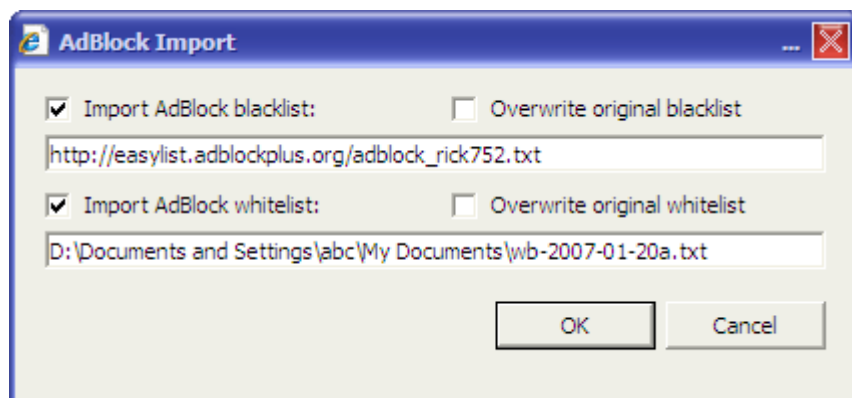 AdBlock Import ...
Import AdBlock blacklist: Overwrite original blacklist
http://easylist.adblockplus.org/adblock_rick752.txt
Import AdBlock whitelist: Overwrite original whitelist
D:\Documents and Settings\abc\My Documents\wb-2007-01-20a.txt
OK Cancel